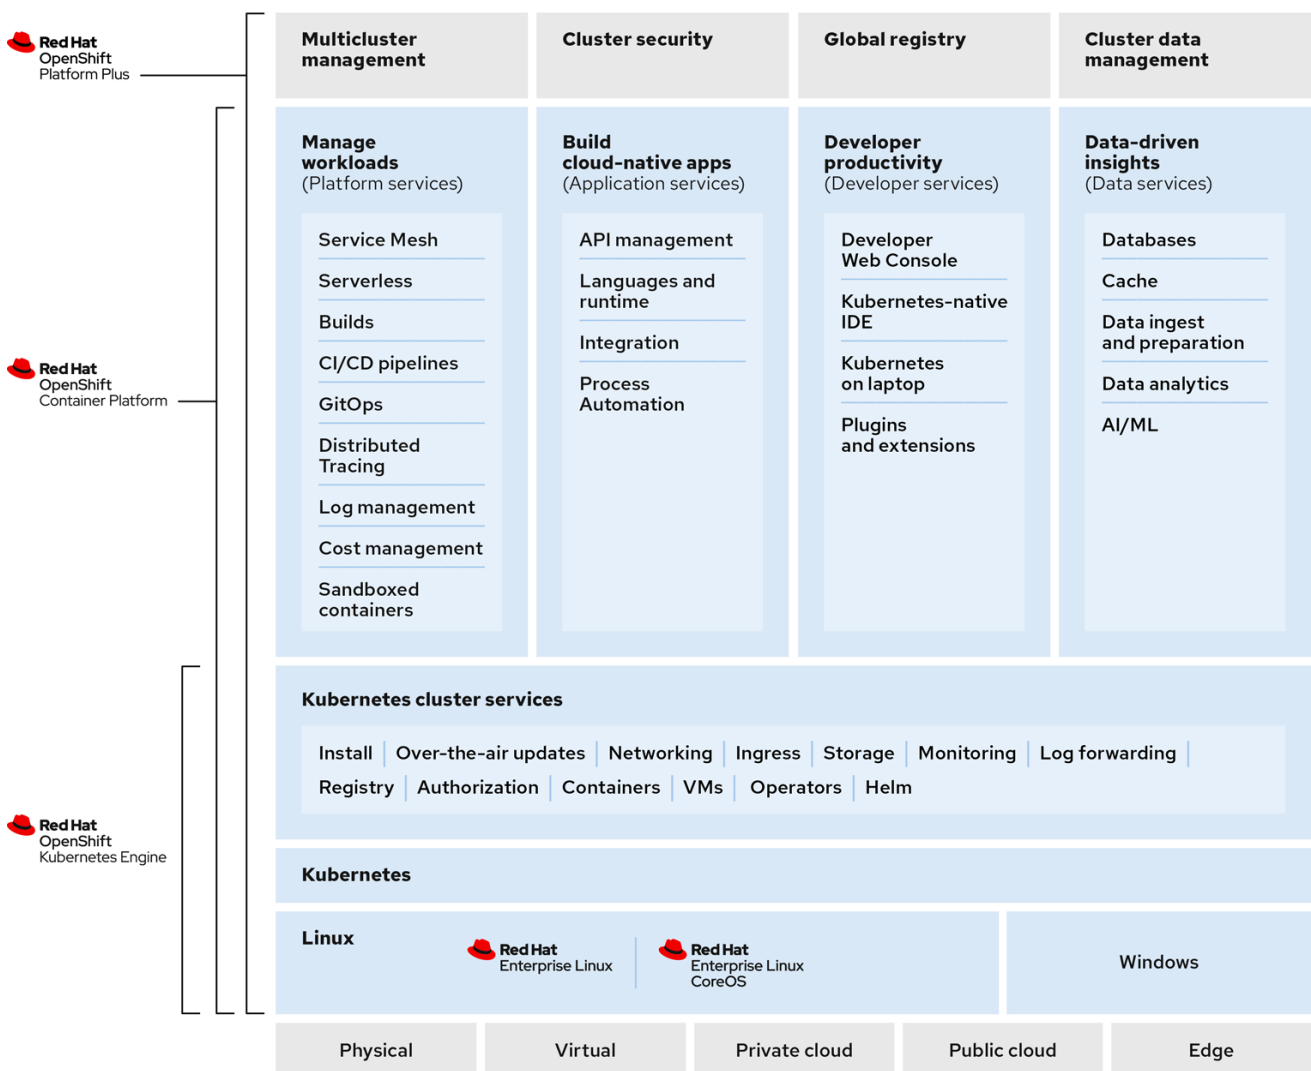 Red Hat
OpenShift
Platform Plus
Multicluster
management
Cluster security
Global registry
Cluster data
management
Red Hat
OpenShift
Container Platform
Manage
workloads
(Platform services)
Service Mesh
Serverless
Builds
CI/CD pipelines
GitOps
Distributed
Tracing
Log management
Cost management
Sandboxed
containers
Build
cloud-native apps
(Application services)
API management
Languages and
runtime
Integration
Process
Automation
Developer
productivity
(Developer services)
Developer
Web Console
Kubernetes-native
IDE
Kubernetes
on laptop
Plugins
and extensions
Data-driven
insights
(Data services)
Databases
Cache
Data ingest
and preparation
Data analytics
AI/ML
Red Hat
OpenShift
Kubernetes Engine
Kubernetes cluster services
Install | Over-the-air updates | Networking | Ingress | Storage | Monitoring | Log forwarding |
Registry | Authorization | Containers | VMs | Operators | Helm
Kubernetes
Linux
Red Hat
Enterprise Linux
Red Hat
Enterprise Linux
CoreOS
Windows
Physical
Virtual
Private cloud
Public cloud
Edge